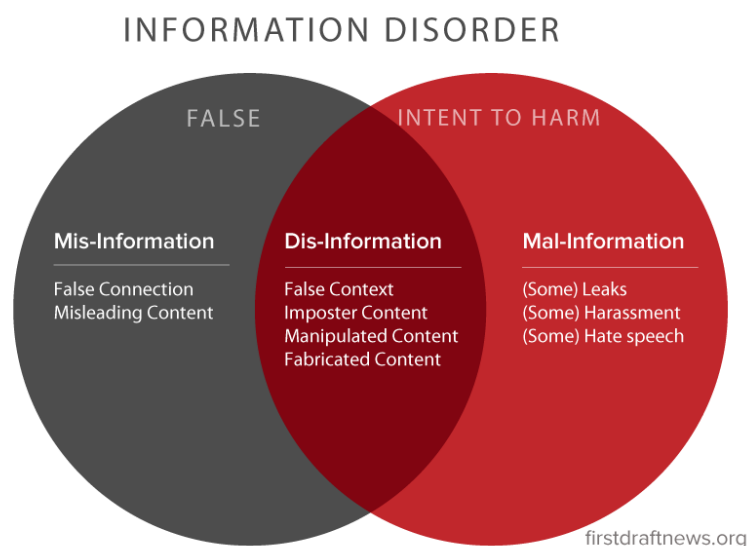 INFORMATION DISORDER
FALSE
INTENT TO HARM
Mis-Information
False Connection
Misleading Content
Dis-Information
False Context
Imposter Content
Manipulated Content
Fabricated Content
Mal-Information
(Some) Leaks
(Some) Harassment
(Some) Hate speech
firstdraftnews.org